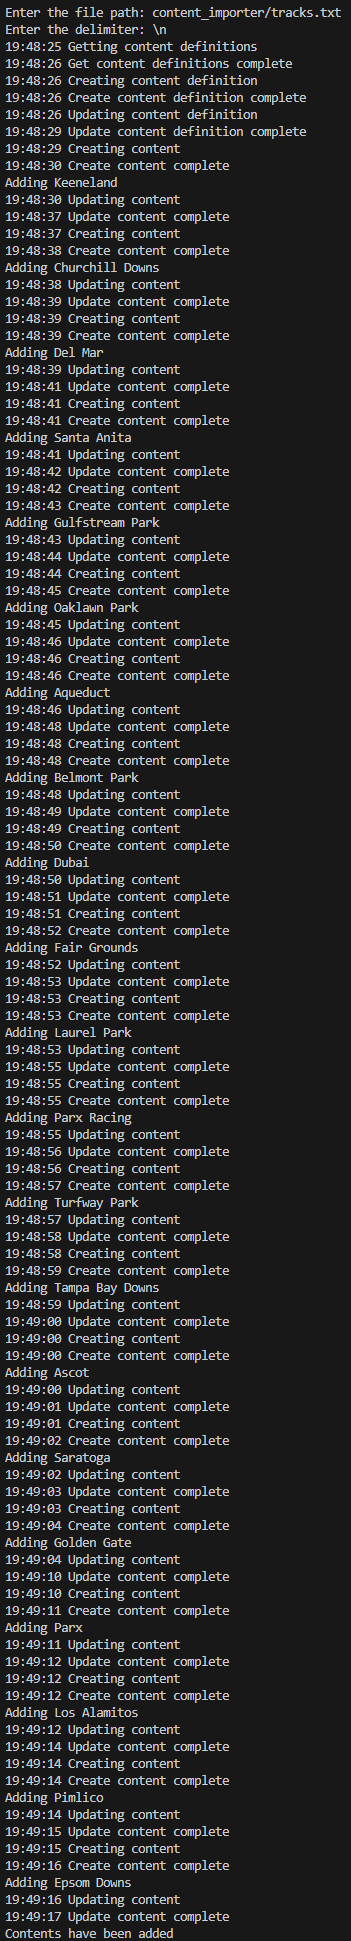 Enter the file path: content_importer/tracks.txt
Enter the delimiter: \n
19:48:25 Getting content definitions
19:48:26 Get content definitions complete
19:48:26 Creating content definition
19:48:26 Create content definition complete
19:48:26 Updating content definition
19:48:29 Update content definition complete
19:48:29 Creating content
19:48:30 Create content complete
Adding Keeneland
19:48:30 Updating content
19:48:37 Update content complete
19:48:37 Creating content
19:48:38 Create content complete
Adding Churchill Downs
19:48:38 Updating content
19:48:39 Update content complete
19:48:39 Creating content
19:48:39 Create content complete
Adding Del Mar
19:48:39 Updating content
19:48:41 Update content complete
19:48:41 Creating content
19:48:41 Create content complete
Adding Santa Anita
19:48:41 Updating content
19:48:42 Update content complete
19:48:42 Creating content
19:48:43 Create content complete
Adding Gulfstream Park
19:48:43 Updating content
19:48:44 Update content complete
19:48:44 Creating content
19:48:45 Create content complete
Adding Oaklawn Park
19:48:45 Updating content
19:48:46 Update content complete
19:48:46 Creating content
19:48:46 Create content complete
Adding Aqueduct
19:48:46 Updating content
19:48:48 Update content complete
19:48:48 Creating content
19:48:48 Create content complete
Adding Belmont Park
19:48:48 Updating content
19:48:49 Update content complete
19:48:49 Creating content
19:48:50 Create content complete
Adding Dubai
19:48:50 Updating content
19:48:51 Update content complete
19:48:51 Creating content
19:48:52 Create content complete
Adding Fair Grounds
19:48:52 Updating content
19:48:53 Update content complete
19:48:53 Creating content
19:48:53 Create content complete
Adding Laurel Park
19:48:53 Updating content
19:48:55 Update content complete
19:48:55 Creating content
19:48:55 Create content complete
Adding Parx Racing
19:48:55 Updating content
19:48:56 Update content complete
19:48:56 Creating content
19:48:57 Create content complete
Adding Turfway Park
19:48:57 Updating content
19:48:58 Update content complete
19:48:58 Creating content
19:48:59 Create content complete
Adding Tampa Bay Downs
19:48:59 Updating content
19:49:00 Update content complete
19:49:00 Creating content
19:49:00 Create content complete
Adding Ascot
19:49:00 Updating content
19:49:01 Update content complete
19:49:01 Creating content
19:49:02 Create content complete
Adding Saratoga
19:49:02 Updating content
19:49:03 Update content complete
19:49:03 Creating content
19:49:04 Create content complete
Adding Golden Gate
19:49:04 Updating content
19:49:10 Update content complete
19:49:10 Creating content
19:49:11 Create content complete
Adding Parx
19:49:11 Updating content
19:49:12 Update content complete
19:49:12 Creating content
19:49:12 Create content complete
Adding Los Alamitos
19:49:12 Updating content
19:49:14 Update content complete
19:49:14 Creating content
19:49:14 Create content complete
Adding Pimlico
19:49:14 Updating content
19:49:15 Update content complete
19:49:15 Creating content
19:49:16 Create content complete
Adding Epsom Downs
19:49:16 Updating content
19:49:17 Update content complete
Contents have been added